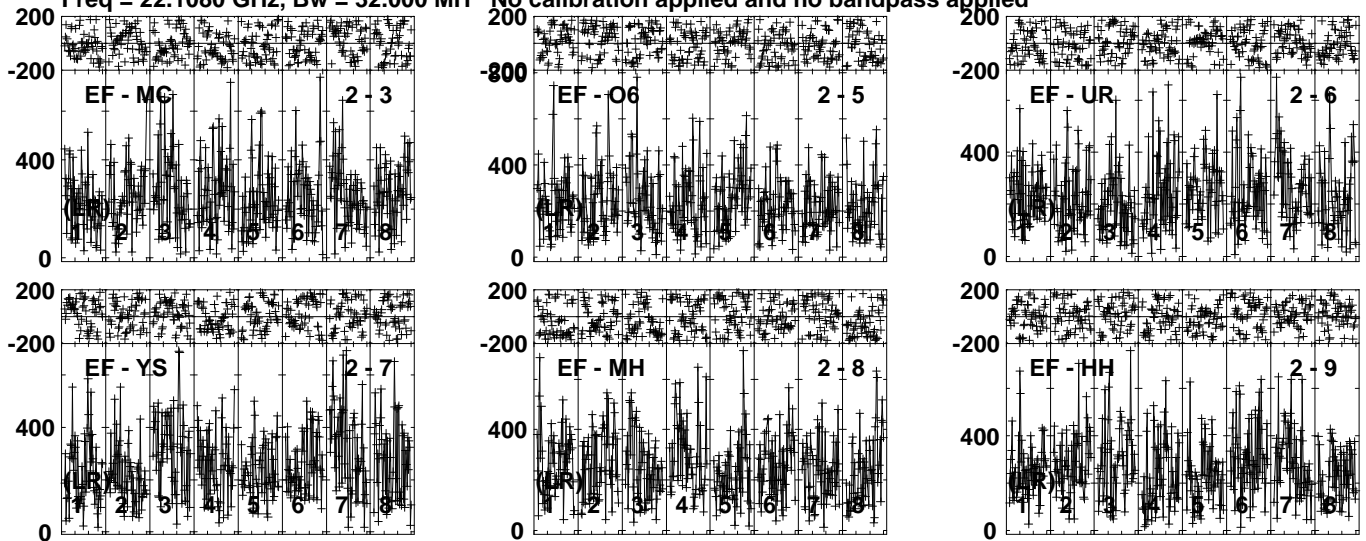 Freq = 22.1080 GHz, Bw = 32.000 MH No calibration applied and no bandpass applied
200
-200
EF - MC 2 - 3
400
(LR)
1 2 3 4 5 6 7 8
0
200
-200
EF - O6 2 - 5
400
(LR)
1 2 3 4 5 6 7 8
0
200
-200
EF - UR 2 - 6
400
(LR)
1 2 3 4 5 6 7 8
0
200
-200
EF - YS 2 - 7
400
(LR)
1 2 3 4 5 6 7 8
0
200
-200
EF - MH 2 - 8
400
(LR)
1 2 3 4 5 6 7 8
0
200
-200
EF - HH 2 - 9
400
(LR)
1 2 3 4 5 6 7 8
0